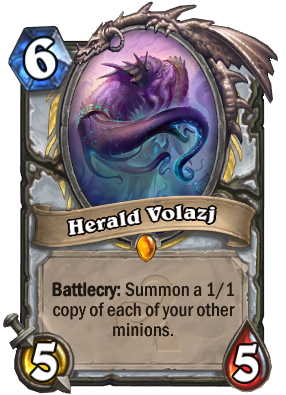 6
Herald Volazj
Battlecry: Summon a 1/1
copy of each of your other
minions.
5 5